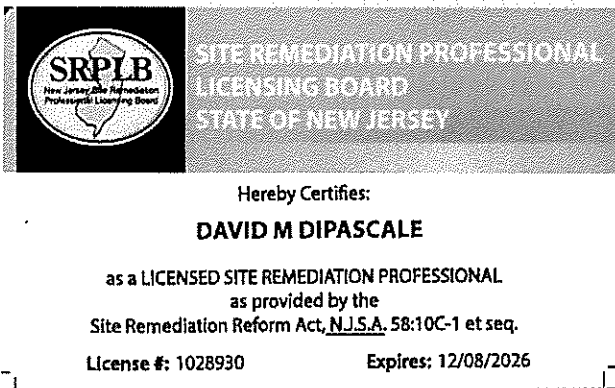 SRPLB
New Jersey Site Remediation
Professional Licensing Board
SITE REMEDIATION PROFESSIONAL
LICENSING BOARD
STATE OF NEW JERSEY
Hereby Certifies:
DAVID M DIPASCALE
as a LICENSED SITE REMEDIATION PROFESSIONAL
as provided by the
Site Remediation Reform Act, N.J.S.A. 58:10C-1 et seq.
License #: 1028930 Expires: 12/08/2026